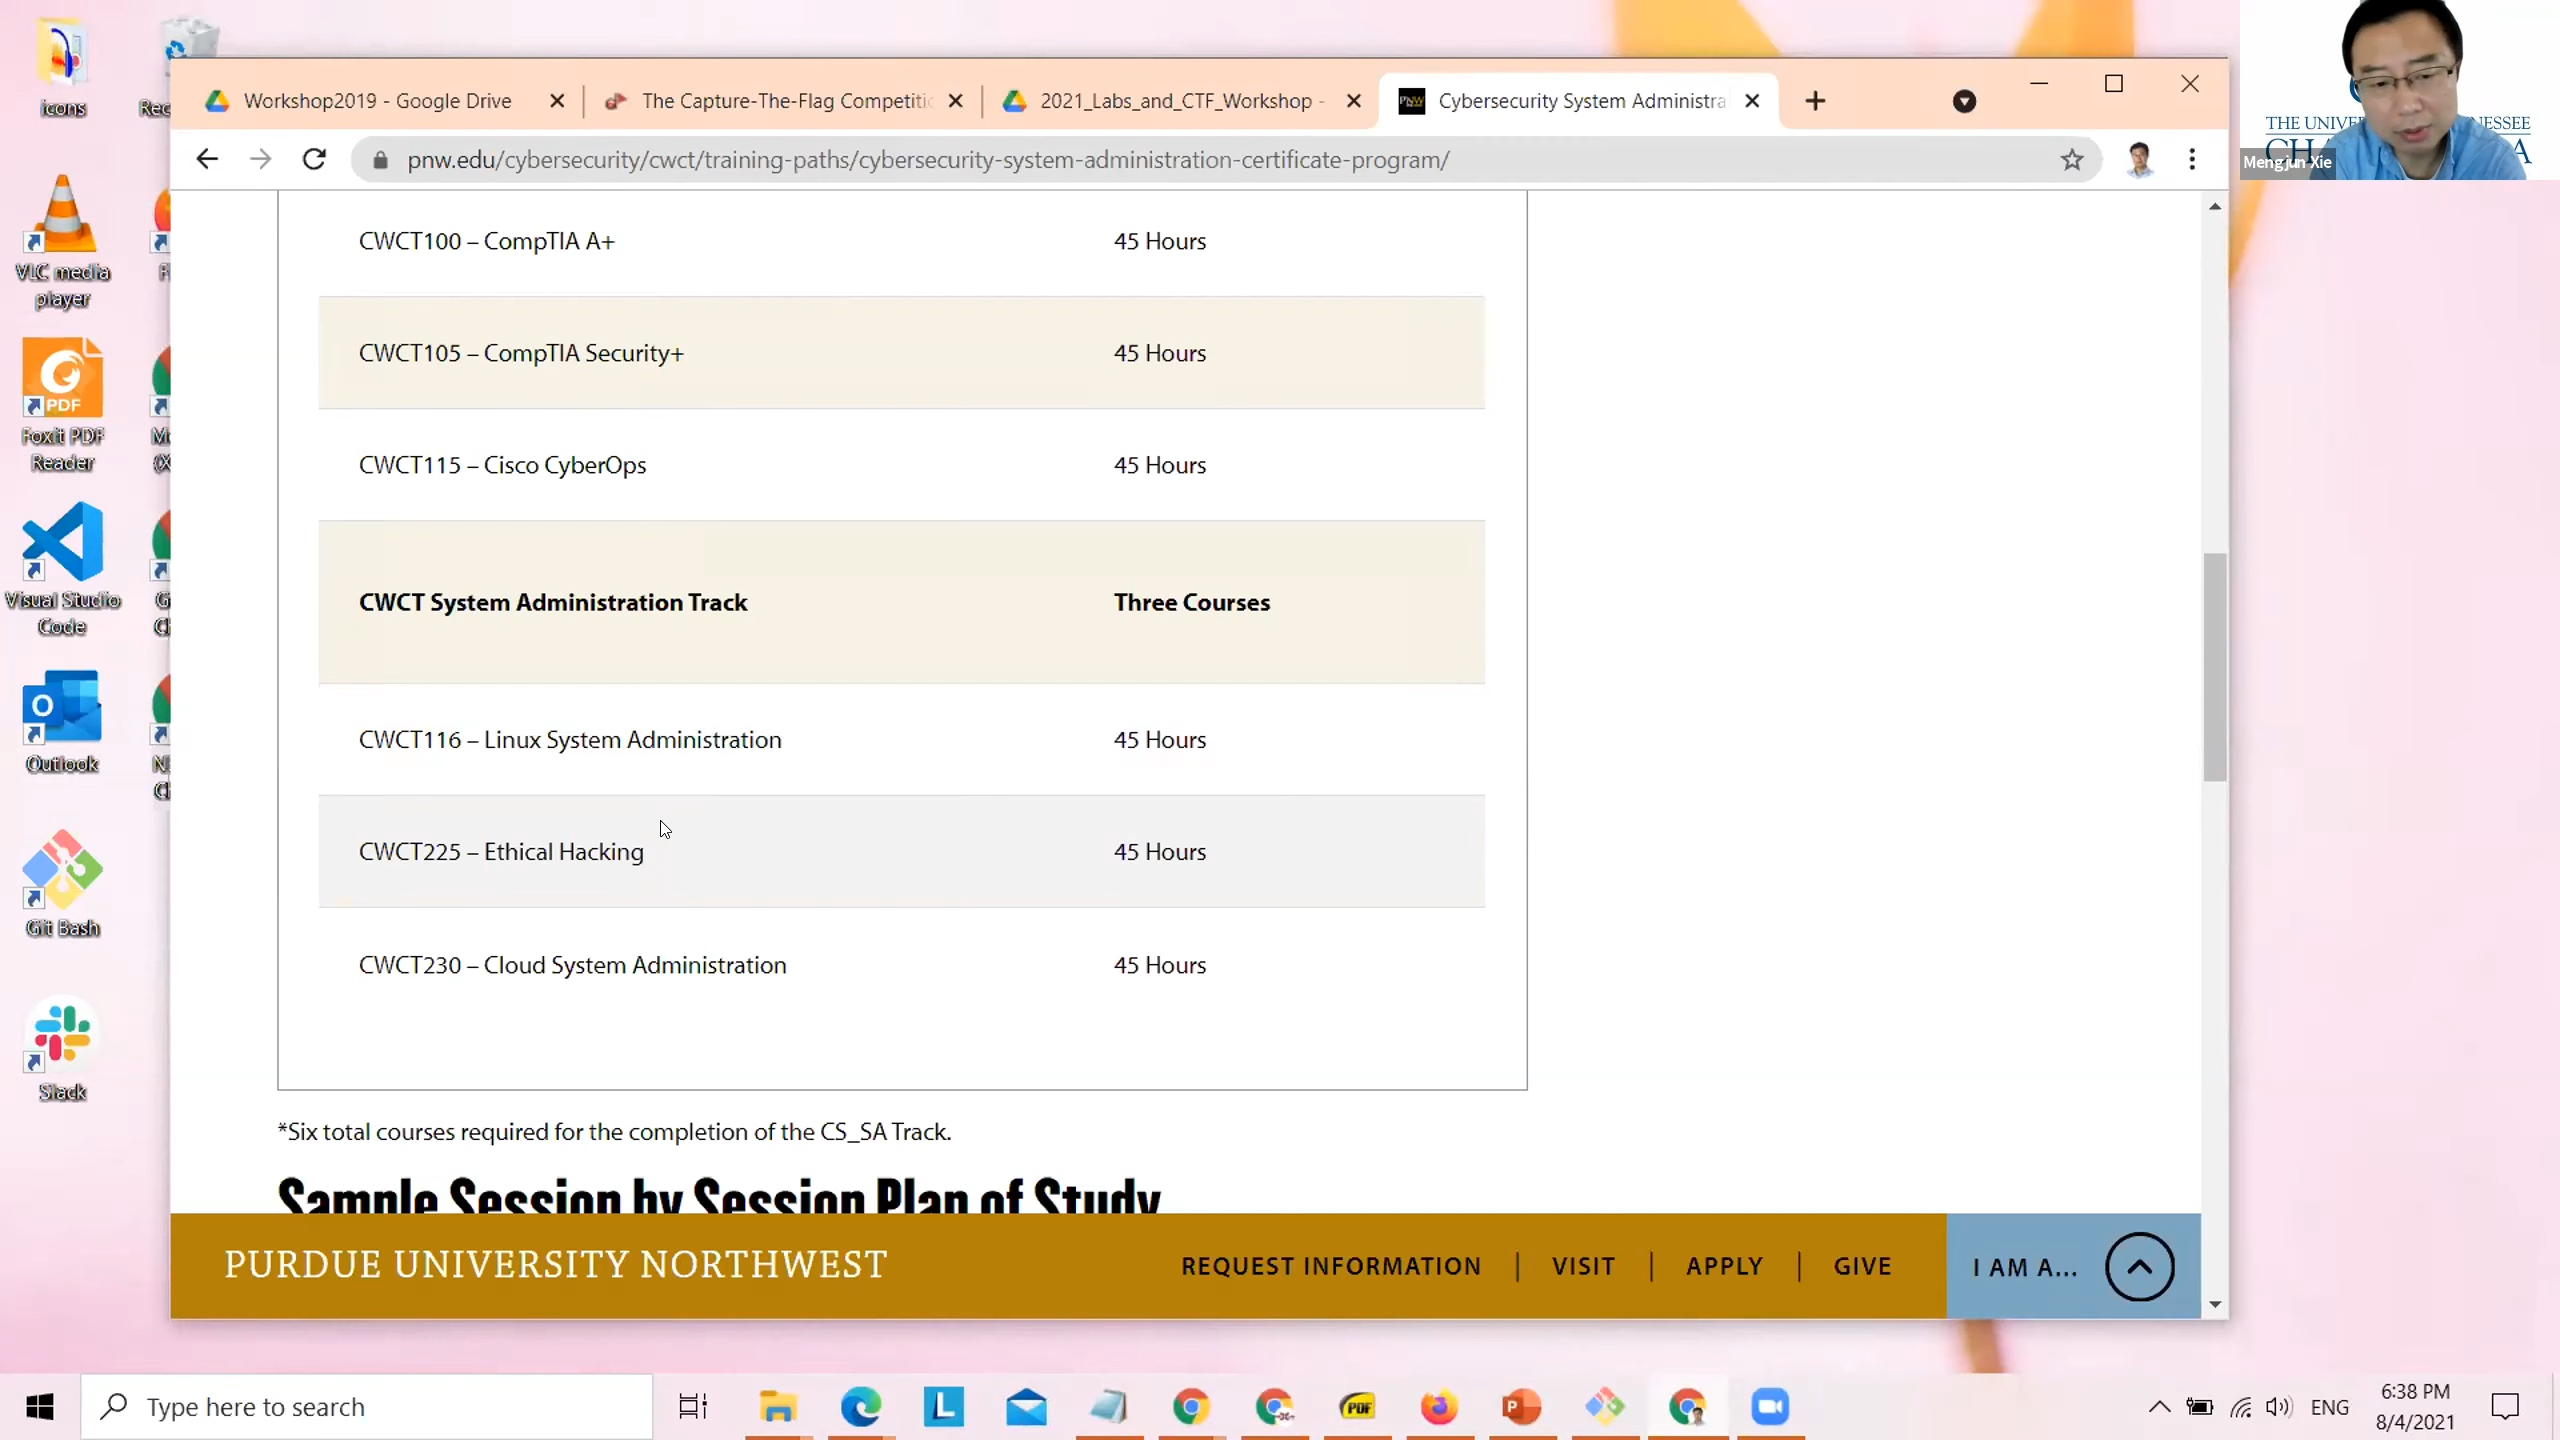 icons
Rec
VLC media
player
Foxit PDF
Reader
Visual Studio
Code
Outlook
Git Bash
Slack
Workshop2019 - Google Drive
The Capture-The-Flag Competitic
2021_Labs_and_CTF_Workshop -
Cybersecurity System Administra
pnw.edu/cybersecurity/cwct/training-paths/cybersecurity-system-administration-certificate-program/
CWCT100 – CompTIA A+ 45 Hours
CWCT105 – CompTIA Security+ 45 Hours
CWCT115 – Cisco CyberOps 45 Hours
CWCT System Administration Track Three Courses
CWCT116 – Linux System Administration 45 Hours
CWCT225 – Ethical Hacking 45 Hours
CWCT230 – Cloud System Administration 45 Hours
*Six total courses required for the completion of the CS_SA Track.
Sample Session by Session Plan of Study
PURDUE UNIVERSITY NORTHWEST
REQUEST INFORMATION | VISIT | APPLY | GIVE
I AM A...
Mengjun Xie
Type here to search
ENG
6:38 PM
8/4/2021